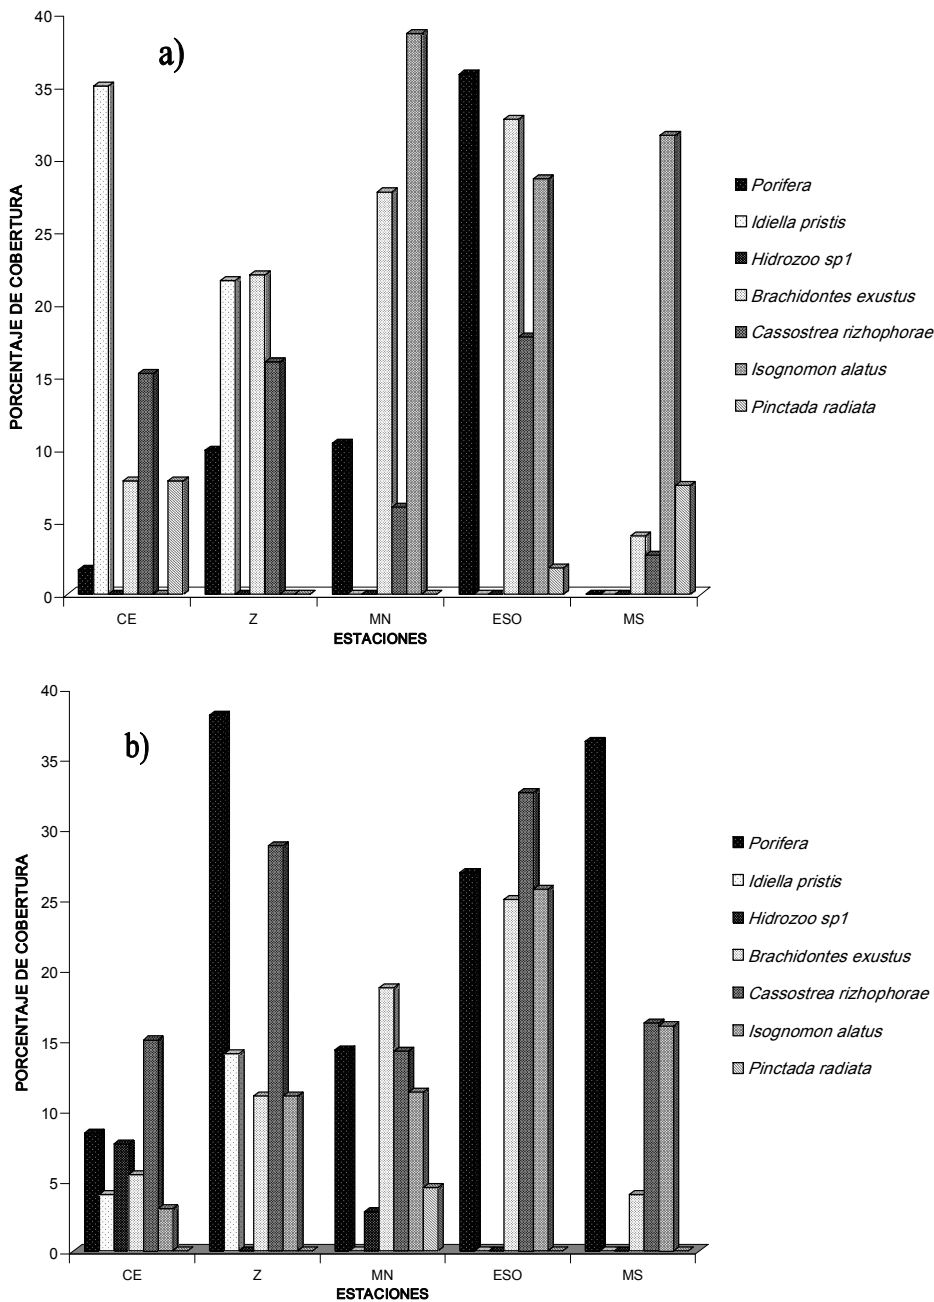 a)
40
35
30
25
20
15
10
5
0
PORCENTAJE DE COBERTURA
CE Z MN ESO MS
ESTACIONES
Porifera
Idiella pristis
Hidrozoo sp1
Brachidontes exustus
Cassostrea rizhophorae
Isognomon alatus
Pinctada radiata
b)
40
35
30
25
20
15
10
5
0
PORCENTAJE DE COBERTURA
CE Z MN ESO MS
ESTACIONES
Porifera
Idiella pristis
Hidrozoo sp1
Brachidontes exustus
Cassostrea rizhophorae
Isognomon alatus
Pinctada radiata